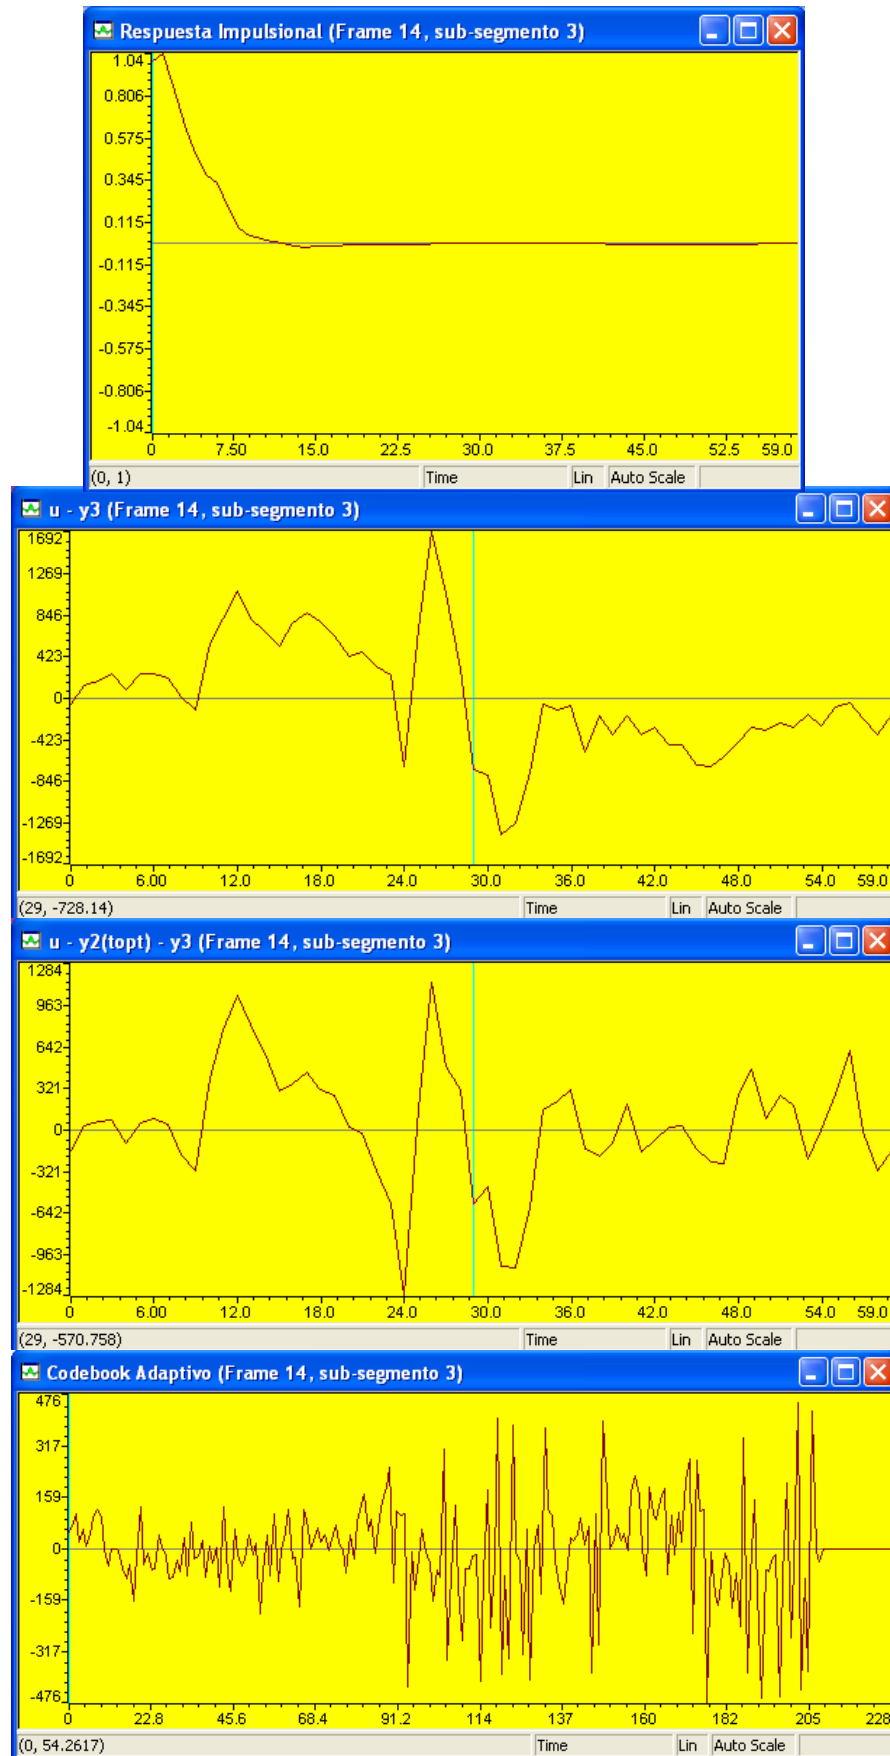 Respuesta Impulsional (Frame 14, sub-segmento 3)
1.04
0.806
0.575
0.345
0.115
-0.115
-0.345
-0.575
-0.806
-1.04
0 7.50 15.0 22.5 30.0 37.5 45.0 52.5 59.0
(0, 1) Time Lin Auto Scale
u - y3 (Frame 14, sub-segmento 3)
1692
1269
846
423
0
-423
-846
-1269
-1692
0 6.00 12.0 18.0 24.0 30.0 36.0 42.0 48.0 54.0 59.0
(29, -728.14) Time Lin Auto Scale
u - y2(topt) - y3 (Frame 14, sub-segmento 3)
1284
963
642
321
0
-321
-642
-963
-1284
0 6.00 12.0 18.0 24.0 30.0 36.0 42.0 48.0 54.0 59.0
(29, -570.758) Time Lin Auto Scale
Codebook Adaptivo (Frame 14, sub-segmento 3)
476
317
159
0
-159
-317
-476
0 22.8 45.6 68.4 91.2 114 137 160 182 205 228
(0, 54.2617) Time Lin Auto Scale